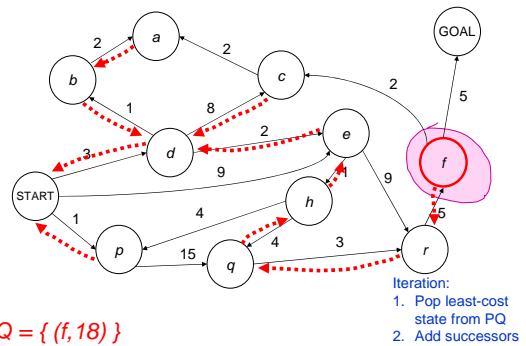 GOAL
a
2
2
b
c
2
5
1
8
d
2
e
f
3
9
1
9
START
h
4
5
1
p
15
q
4
3
r
Iteration:
1. Pop least-cost
state from PQ
2. Add successors
Q = { (f,18) }